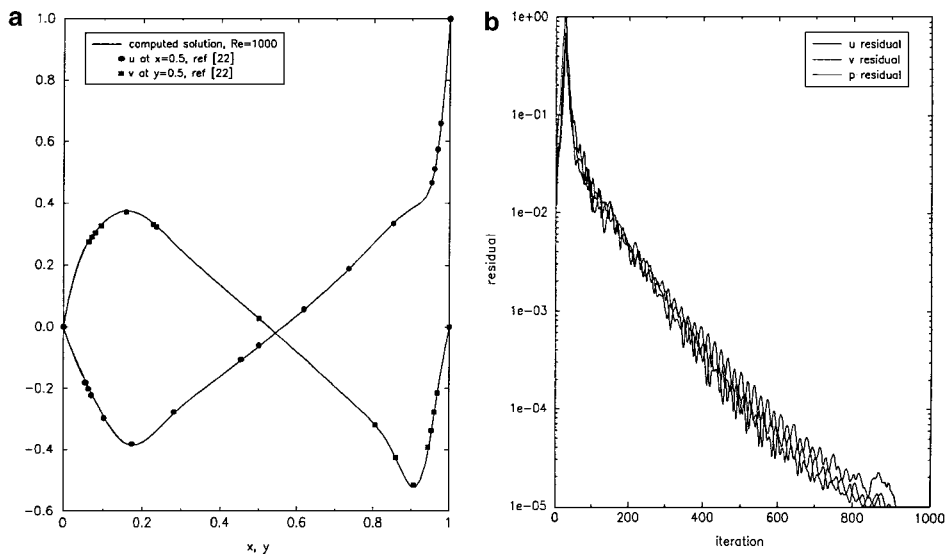 a
1.0
0.8
0.6
0.4
0.2
0.0
−0.2
−0.4
−0.6
computed solution, Re=1000
u at x=0.5, ref [22]
v at y=0.5, ref [22]
0
0.2
0.4
0.6
0.8
1
x, y
b
1e+00
1e−01
1e−02
1e−03
1e−04
1e−05
residual
u residual
v residual
p residual
200
400
600
800
1000
iteration